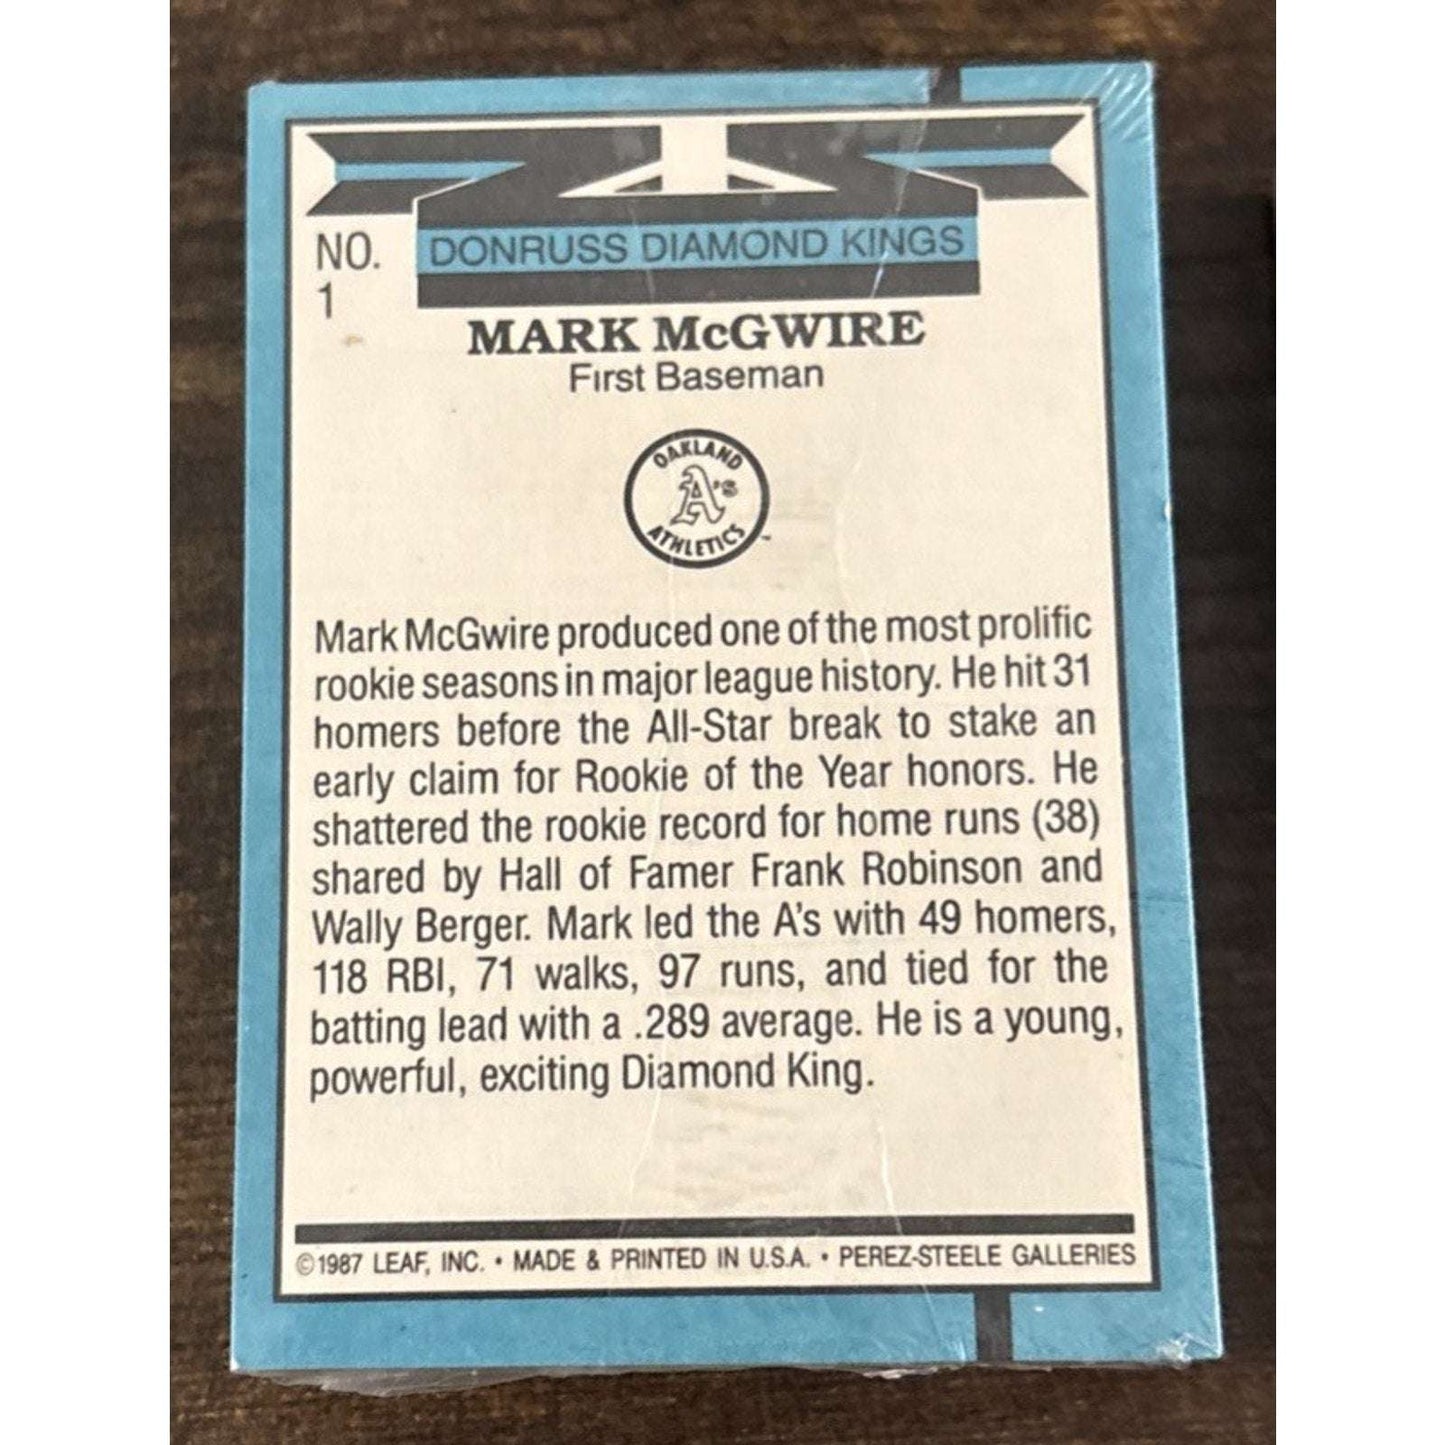 DONRUSS DIAMOND KINGS
NO.
1
MARK McGWIRE
First Baseman
OAKLAND
A's
ATHLETICS
™
Mark McGwire produced one of the most prolific
rookie seasons in major league history. He hit 31
homers before the All-Star break to stake an
early claim for Rookie of the Year honors. He
shattered the rookie record for home runs (38)
shared by Hall of Famer Frank Robinson and
Wally Berger. Mark led the A's with 49 homers,
118 RBI, 71 walks, 97 runs, and tied for the
batting lead with a .289 average. He is a young,
powerful, exciting Diamond King.
©1987 LEAF, INC. • MADE & PRINTED IN U.S.A. • PEREZ-STEELE GALLERIES